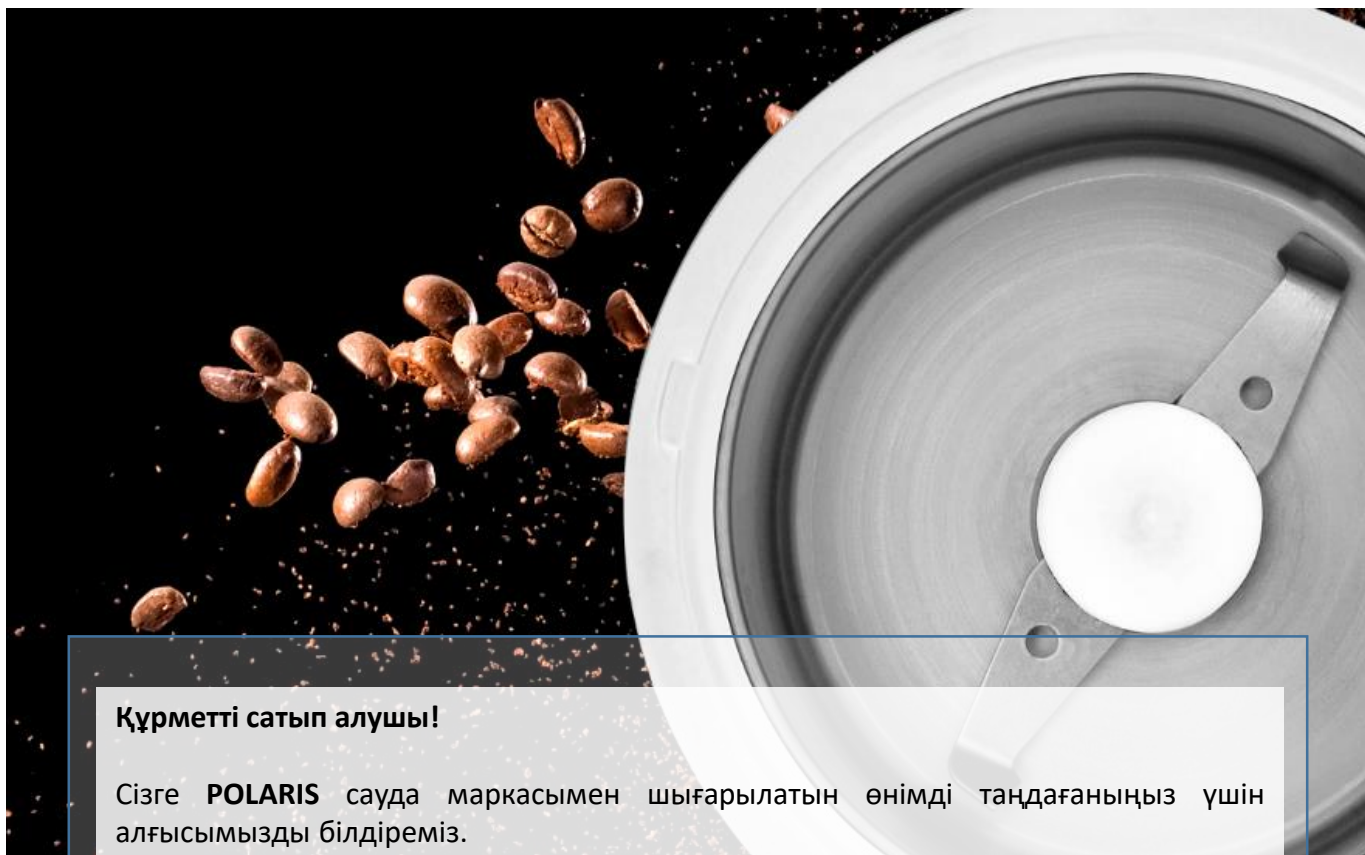 Құрметті сатып алушы!
Сізге POLARIS сауда маркасымен шығарылатын өнімді таңдағаныңыз үшін
алғысымызды білдіреміз.